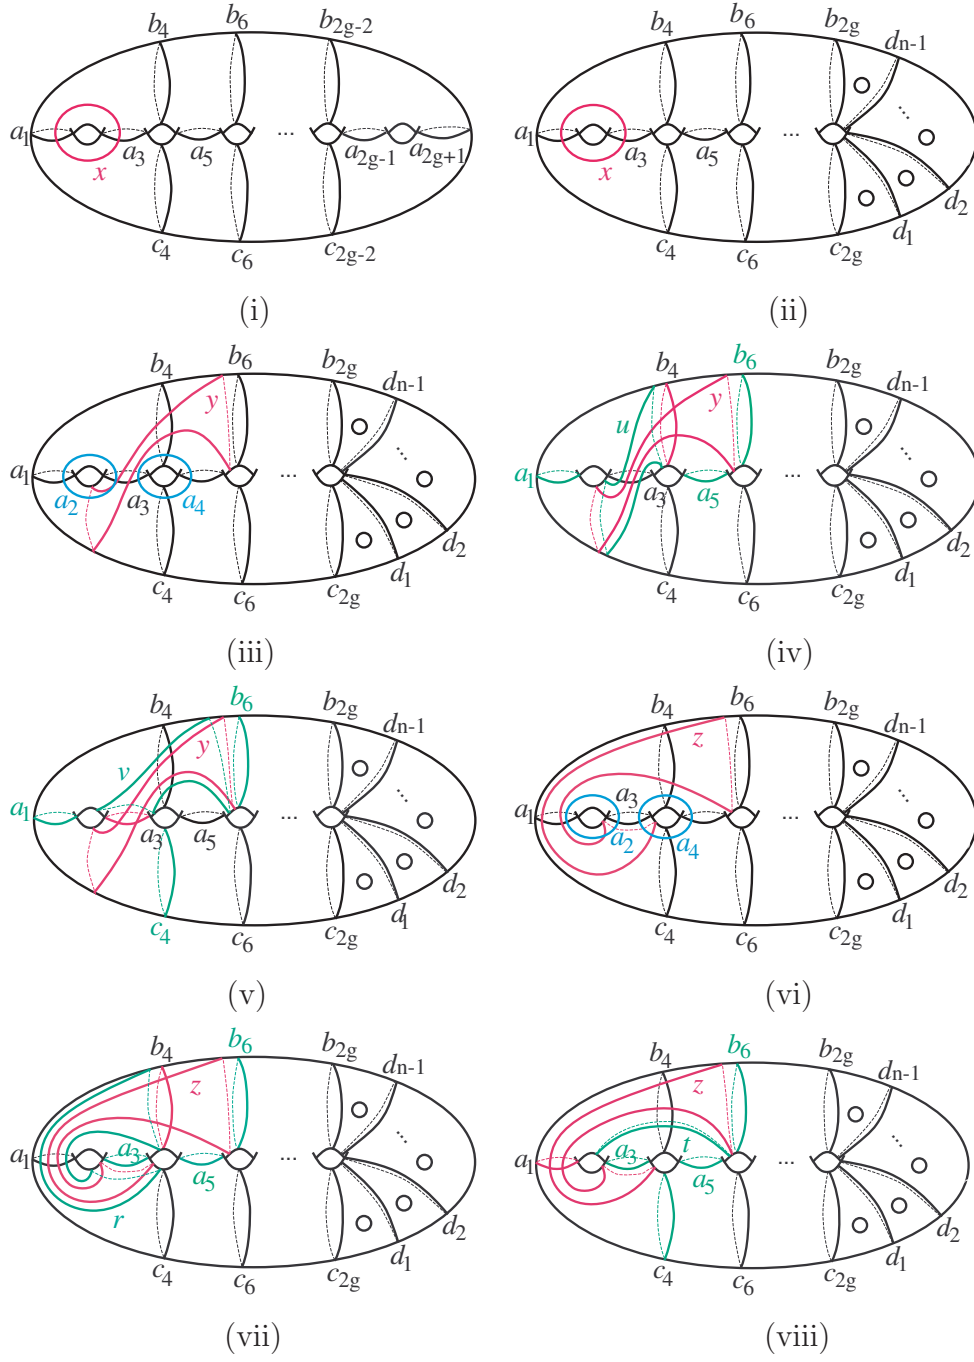 b4 b6 b2g-2
a1 x a3 a5 ... a2g-1 a2g+1
c4 c6 c2g-2
(i)
b4 b6 b2g dn-1
a1 x a3 a5 ... ...
c4 c6 c2g d1 d2
(ii)
b4 y b6 b2g dn-1
a1 a2 a3 a4 ... ...
c4 c6 c2g d1 d2
(iii)
b4 u y b6 b2g dn-1
a1 a3 a5 ... ...
c4 c6 c2g d1 d2
(iv)
b4 v y b6 b2g dn-1
a1 a3 a5 ... ...
c4 c6 c2g d1 d2
(v)
b4 z b6 b2g dn-1
a1 a3 a2 a4 ... ...
c4 c6 c2g d1 d2
(vi)
b4 z b6 b2g dn-1
a1 a3 a5 r ... ...
c4 c6 c2g d1 d2
(vii)
b4 z b6 b2g dn-1
a1 a3 t a5 ... ...
c4 c6 c2g d1 d2
(viii)